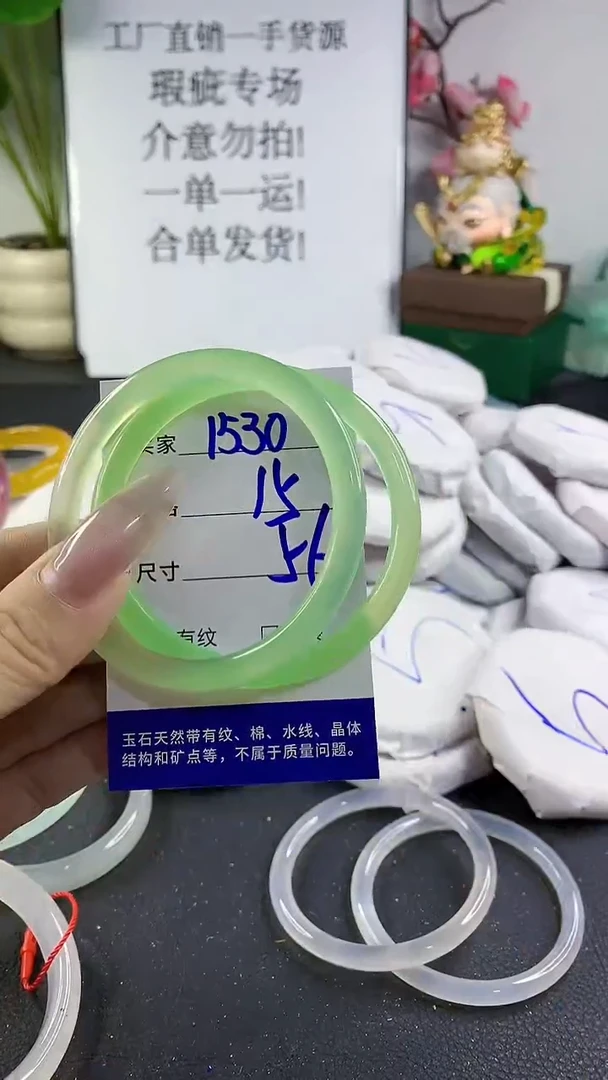 工厂直销一手货源
瑕疵专场
介意勿拍!
一单一运!
合单发货!
家 1530
15
尺寸
有纹
玉石天然带有纹、棉、水线、晶体
结构和矿点等，不属于质量问题。